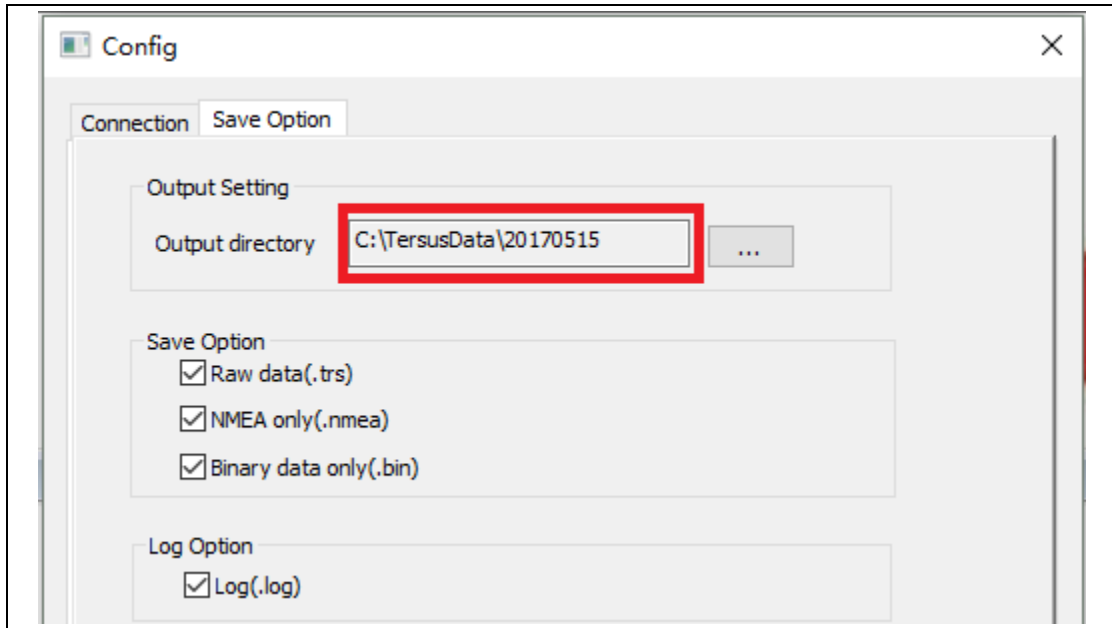 Config
Connection Save Option
Output Setting
Output directory C:\TersusData\20170515 ...
Save Option
Raw data(.trs)
NMEA only(.nmea)
Binary data only(.bin)
Log Option
Log(.log)